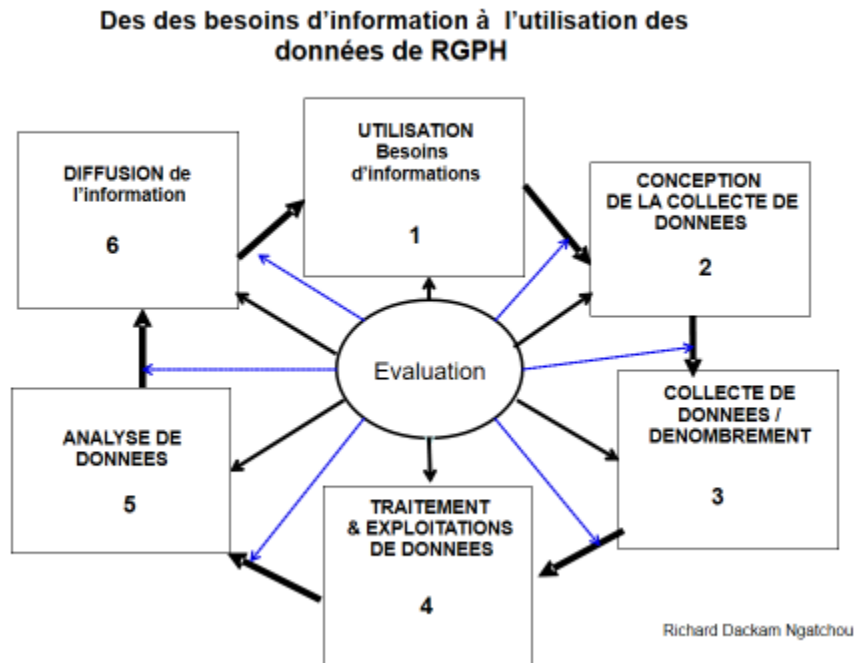 Des des besoins d’information à l’utilisation des
données de RGPH
UTILISATION
Besoins
d’informations
1
CONCEPTION
DE LA COLLECTE DE
DONNEES
2
COLLECTE DE
DONNEES /
DENOMBREMENT
3
TRAITEMENT
& EXPLOITATIONS
DE DONNEES
4
ANALYSE DE
DONNEES
5
DIFFUSION de
l’information
6
Evaluation
Richard Dackam Ngatchou